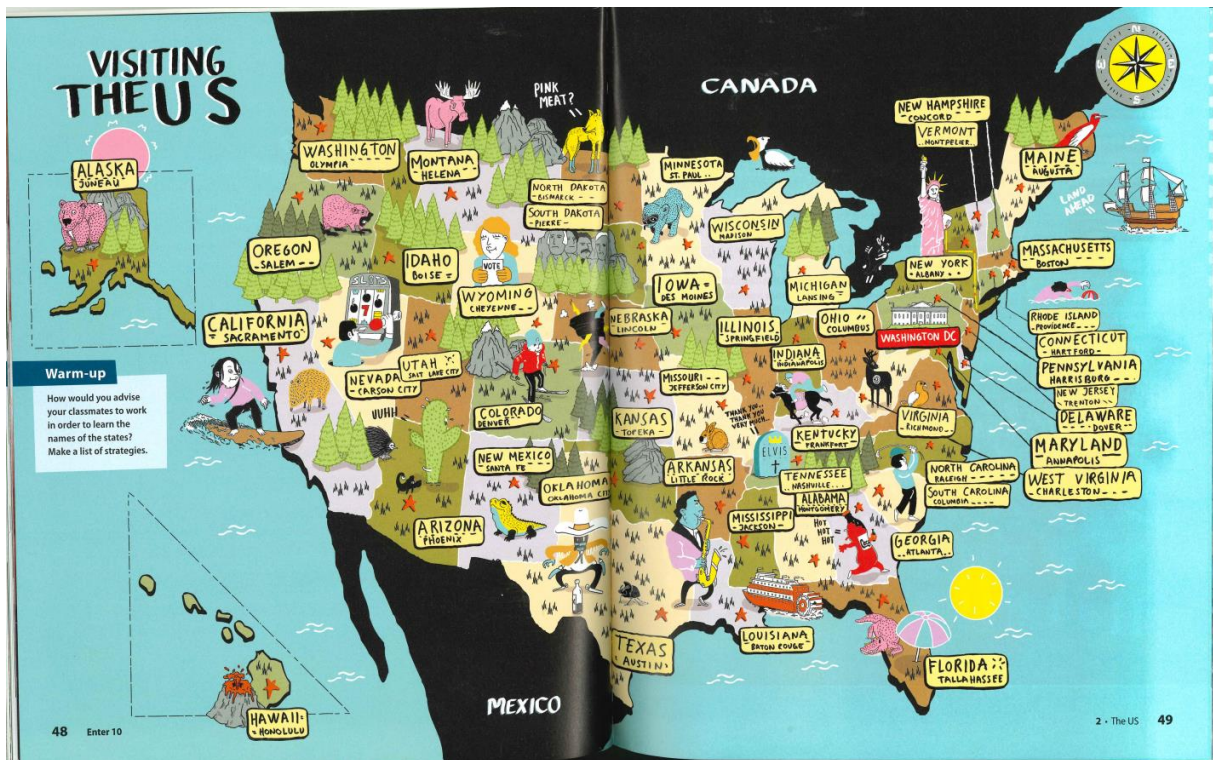 VISITING
THE US
CANADA
PINK
MEAT?
NEW HAMPSHIRE
CONCORD
VERMONT
MONTPELIER
MAINE
AUGUSTA
LAND
AHEAD
ALASKA
JUNEAU
WASHINGTON
OLYMPIA
MONTANA
HELENA
NORTH DAKOTA
BISMARCK
SOUTH DAKOTA
PIERRE
MINNESOTA
ST. PAUL
WISCONSIN
MADISON
OREGON
SALEM
IDAHO
BOISE
VOTE
WYOMING
CHEYENNE
IOWA
DES MOINES
MICHIGAN
LANSING
NEW YORK
ALBANY
MASSACHUSETTS
BOSTON
SLOTS
7
CALIFORNIA
SACRAMENTO
NEBRASKA
LINCOLN
ILLINOIS
SPRINGFIELD
OHIO
COLUMBUS
WASHINGTON DC
RHODE ISLAND
PROVIDENCE
CONNECTICUT
HARTFORD
PENNSYLVANIA
HARRISBURG
NEW JERSEY
TRENTON
DELAWARE
DOVER
MARYLAND
ANNAPOLIS
WEST VIRGINIA
CHARLESTON
Warm-up
How would you advise
your classmates to work
in order to learn the
names of the states?
Make a list of strategies.
UTAH
SALT LAKE CITY
NEVADA
CARSON CITY
UUHH
COLORADO
DENVER
INDIANA
INDIANAPOLIS
MISSOURI
JEFFERSON CITY
KANSAS
TOPEKA
THANK YOU..
THANK YOU
VERY MUCH..
ELVIS
VIRGINIA
RICHMOND
KENTUCKY
FRANKFORT
NEW MEXICO
SANTA FE
OKLAHOMA
OKLAHOMA CITY
ARKANSAS
LITTLE ROCK
TENNESSEE
NASHVILLE
NORTH CAROLINA
RALEIGH
SOUTH CAROLINA
COLUMBIA
ALABAMA
MONTGOMERY
MISSISSIPPI
JACKSON
HOT
HOT
HOT
ARIZONA
PHOENIX
GEORGIA
ATLANTA
TEXAS
AUSTIN
LOUISIANA
BATON ROUGE
FLORIDA
TALLAHASSEE
MEXICO
HAWAII
HONOLULU
48 Enter 10
2 • The US 49
N
S